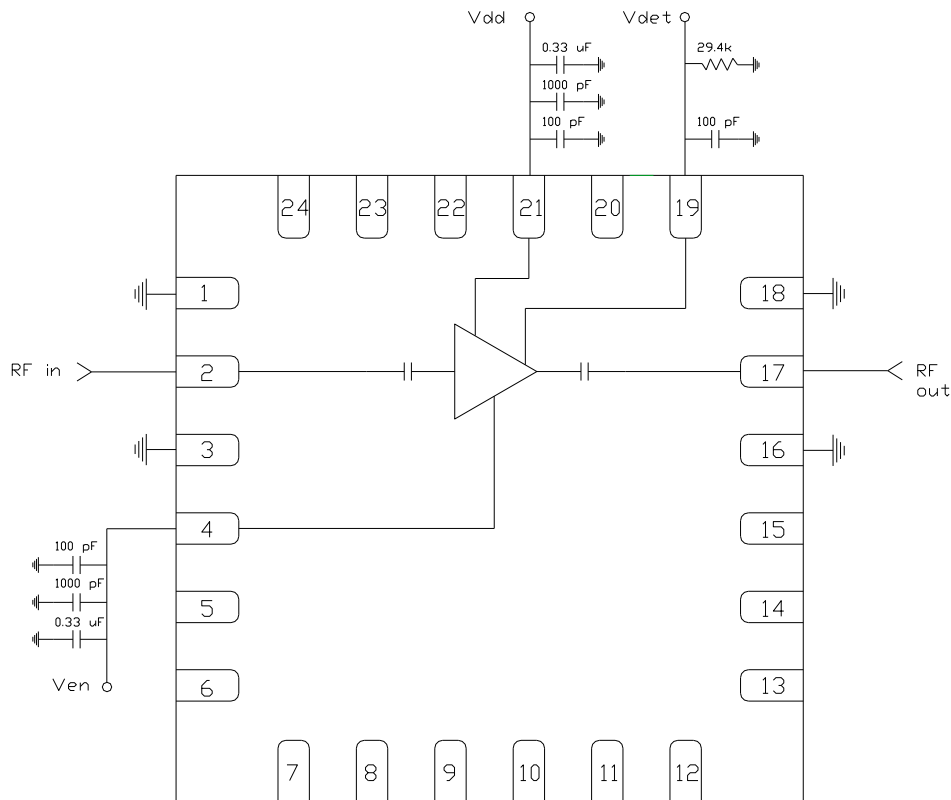 Vdd
Vdet
0.33 uF
29.4k
1000 pF
100 pF
100 pF
24
23
22
21
20
19
1
18
RF in
2
17
RF
out
3
16
4
15
100 pF
1000 pF
5
14
0.33 uF
Ven
6
13
7
8
9
10
11
12